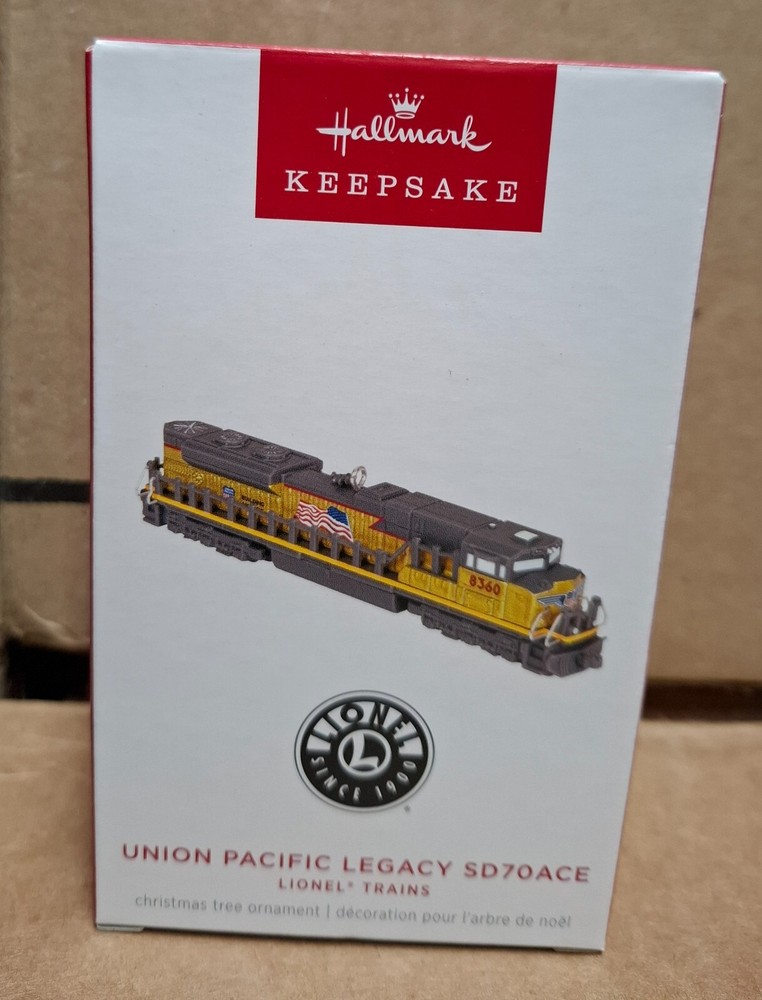 Hallmark
KEEPSAKE
8360
LIONEL
L
SINCE 1900
®
UNION PACIFIC LEGACY SD70ACE
LIONEL® TRAINS
christmas tree ornament | décoration pour l'arbre de noël